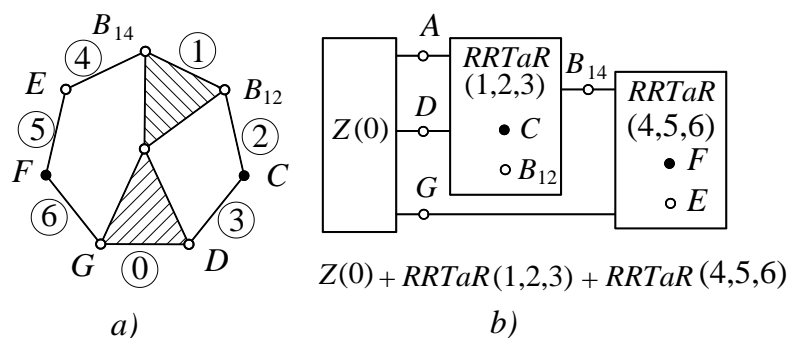 B14
4
1
E
B12
5
2
F
C
6
3
G
0
D
a)
A
RRTaR
(1,2,3)
B14
RRTaR
(4,5,6)
Z(0)
D
C
B12
F
G
E
Z(0) + RRTaR(1,2,3) + RRTaR(4,5,6)
b)